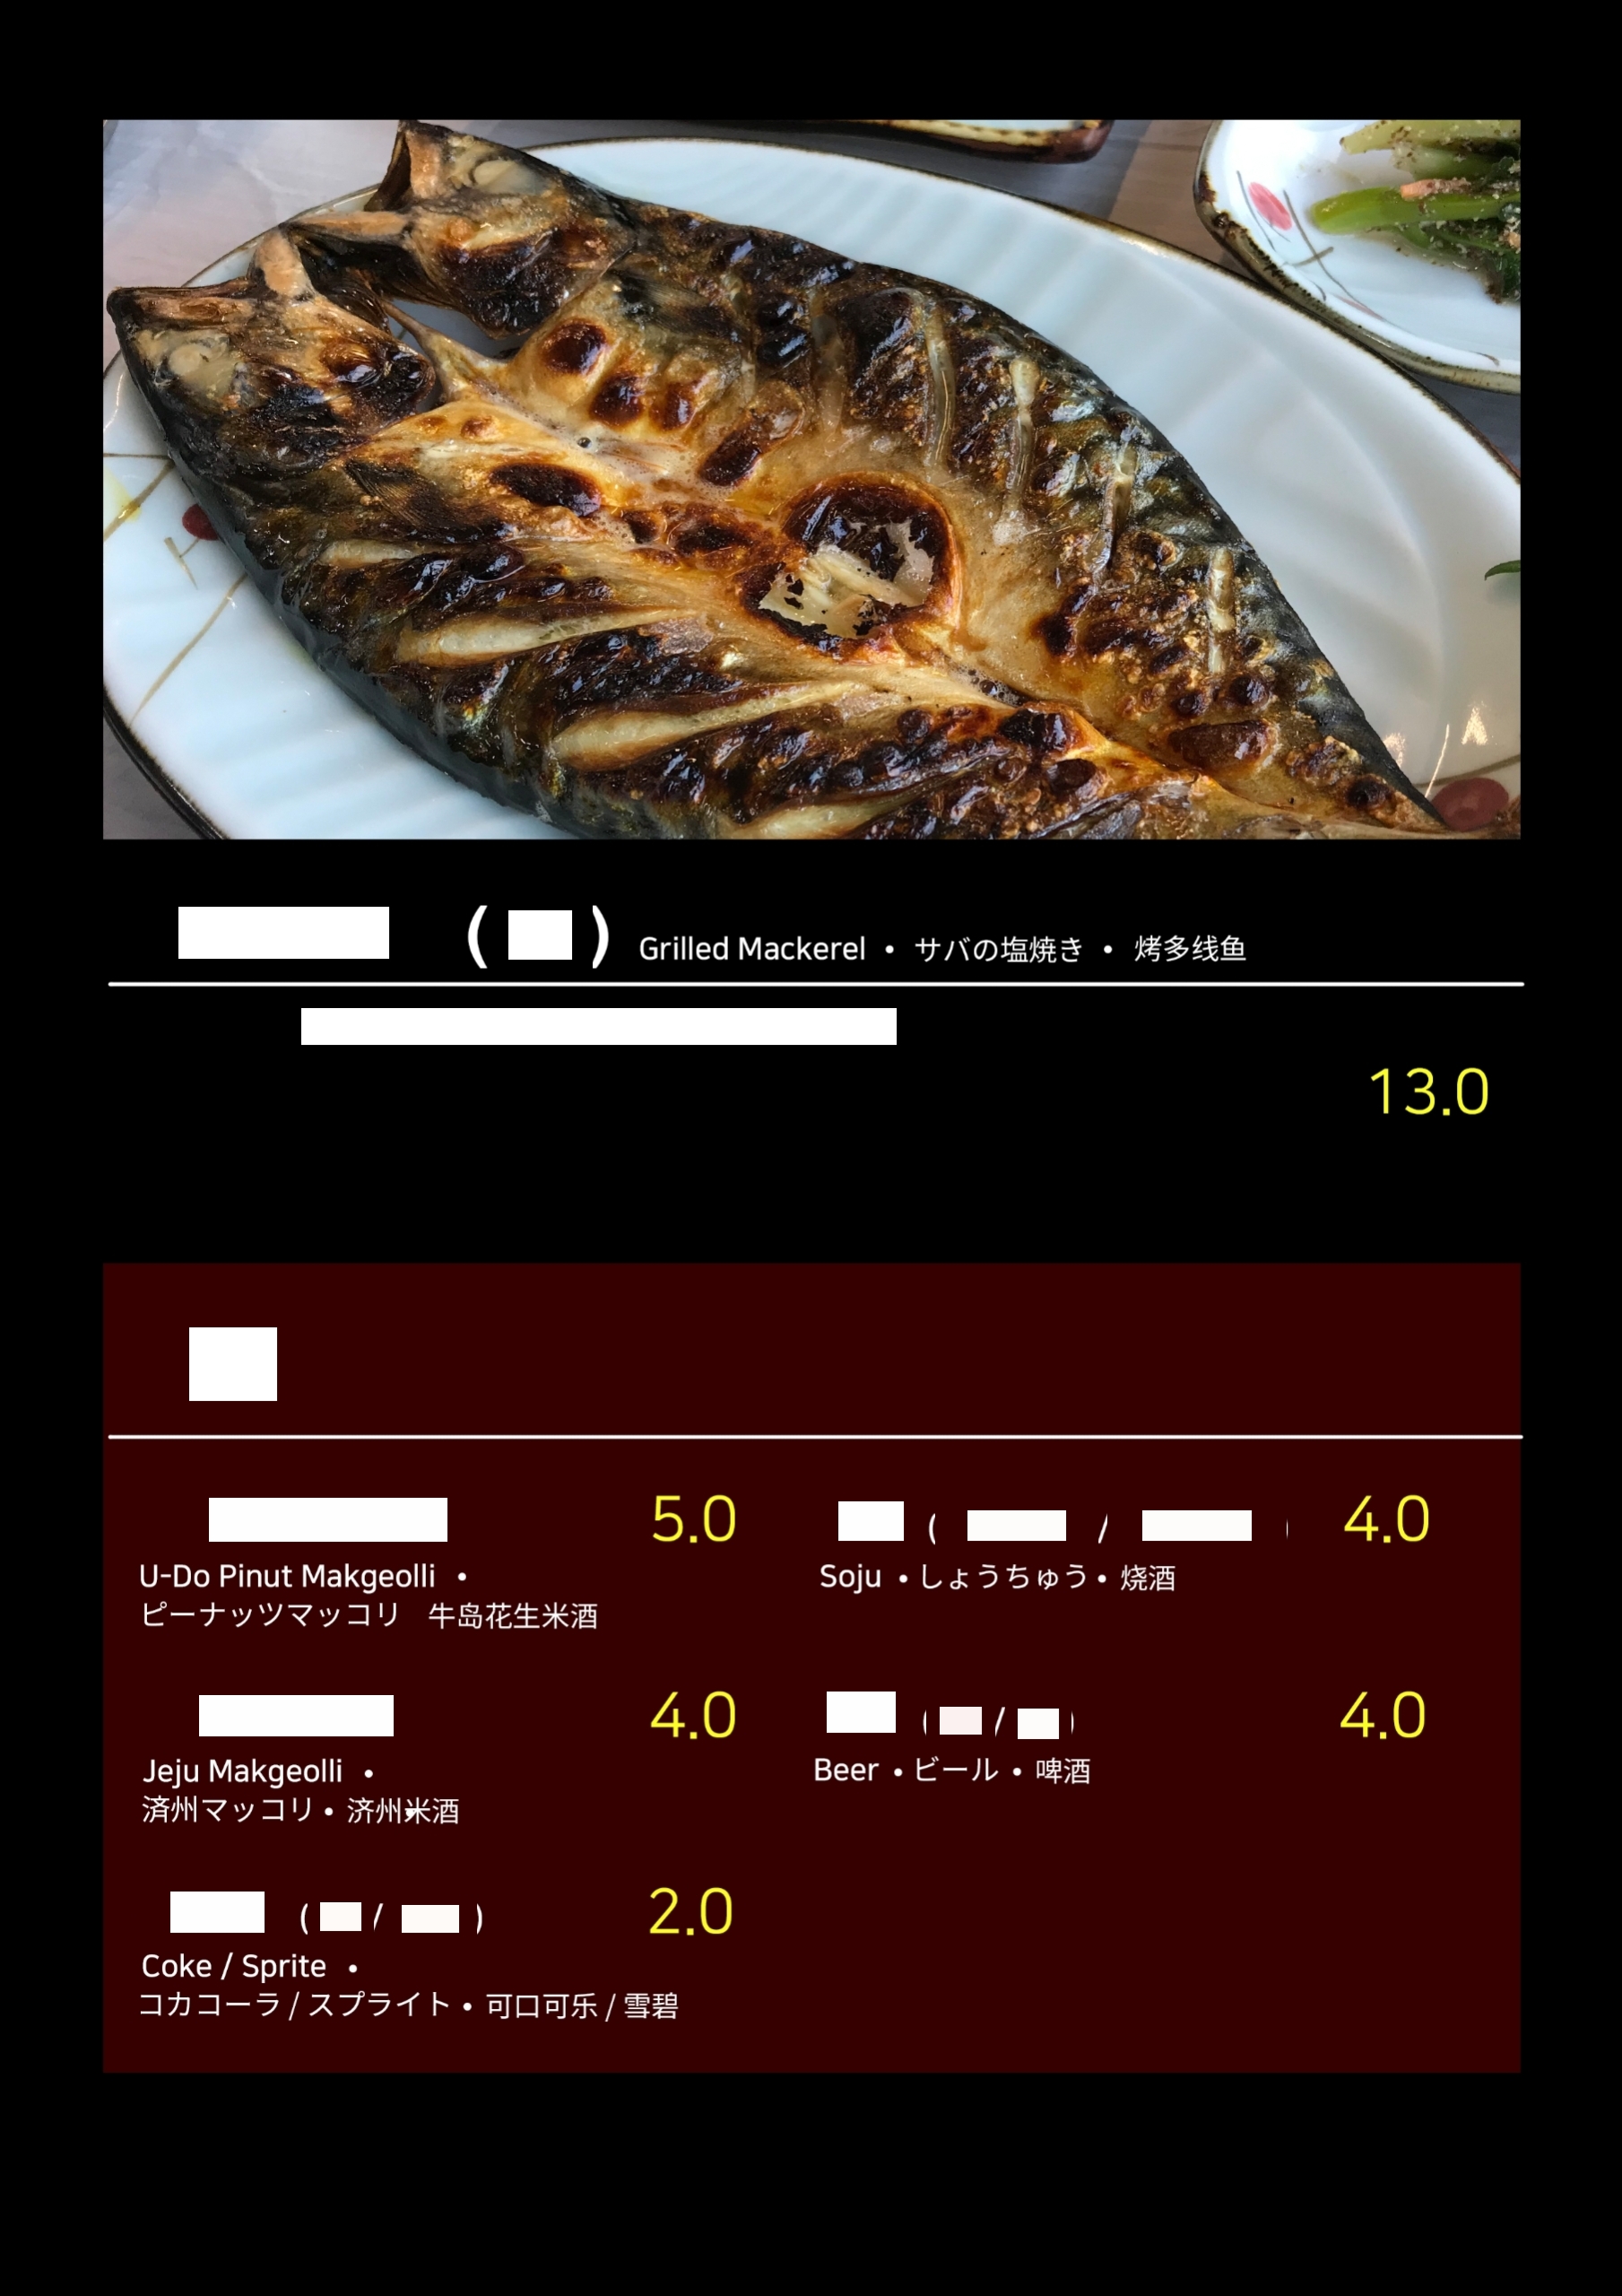 ( ) Grilled Mackerel • サバの塩焼き • 烤多线鱼
13.0
5.0
U-Do Pinut Makgeolli •
ピーナッツマッコリ 牛岛花生米酒
( / 4.0
Soju • しょうちゅう • 烧酒
4.0
Jeju Makgeolli •
済州マッコリ • 济州米酒
( / ) 4.0
Beer • ビール • 啤酒
( / ) 2.0
Coke / Sprite •
コカコーラ / スプライト • 可口可乐 / 雪碧